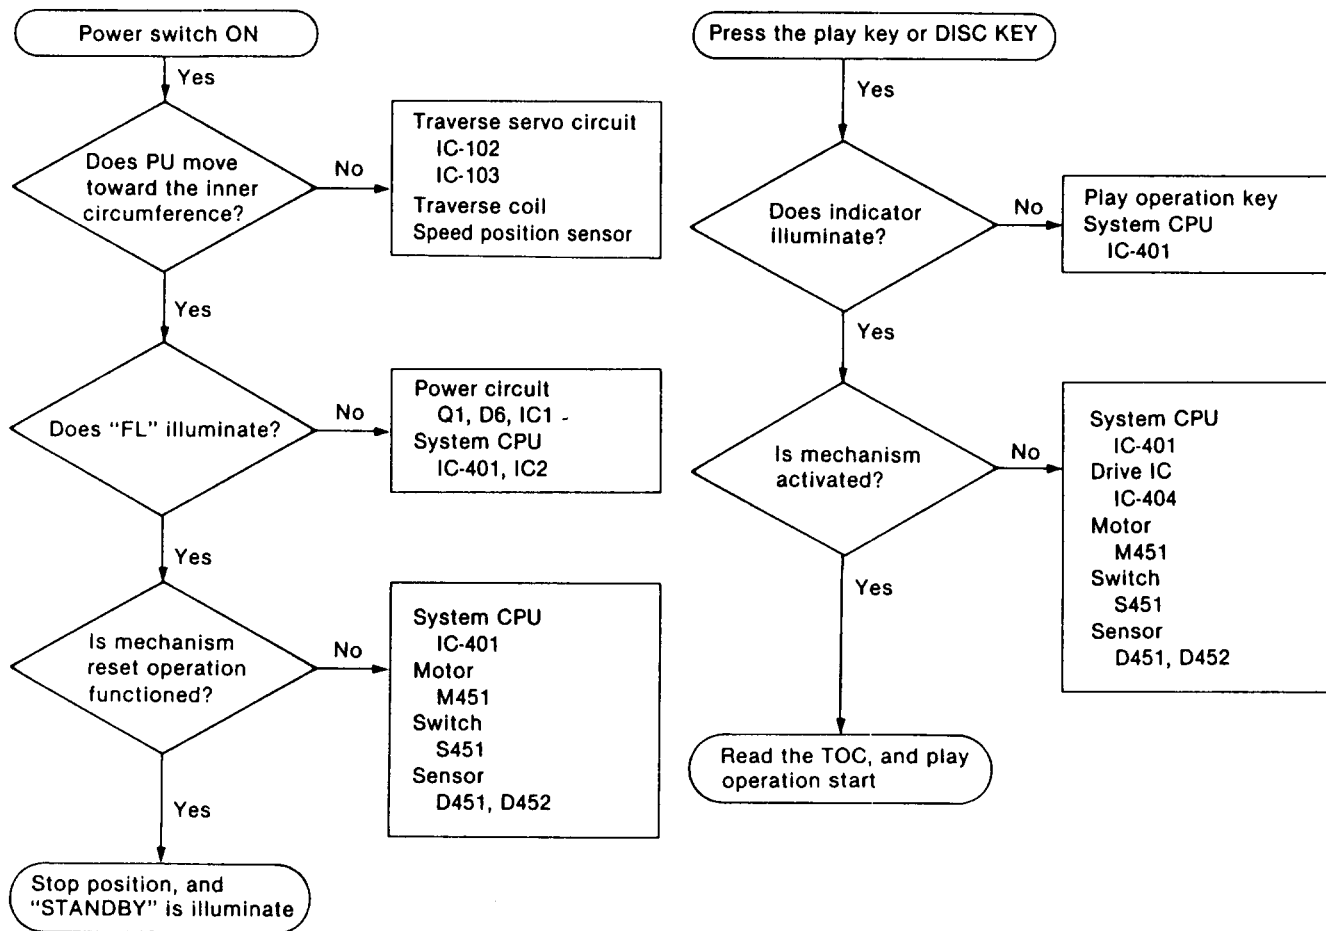 Power switch ON
Yes
Does PU move
toward the inner
circumference?
No
Traverse servo circuit
IC-102
IC-103
Traverse coil
Speed position sensor
Yes
Does “FL” illuminate?
No
Power circuit
Q1, D6, IC1
System CPU
IC-401, IC2
Yes
Is mechanism
reset operation
functioned?
No
System CPU
IC-401
Motor
M451
Switch
S451
Sensor
D451, D452
Yes
Stop position, and
“STANDBY” is illuminate
Press the play key or DISC KEY
Yes
Does indicator
illuminate?
No
Play operation key
System CPU
IC-401
Yes
Is mechanism
activated?
No
System CPU
IC-401
Drive IC
IC-404
Motor
M451
Switch
S451
Sensor
D451, D452
Yes
Read the TOC, and play
operation start